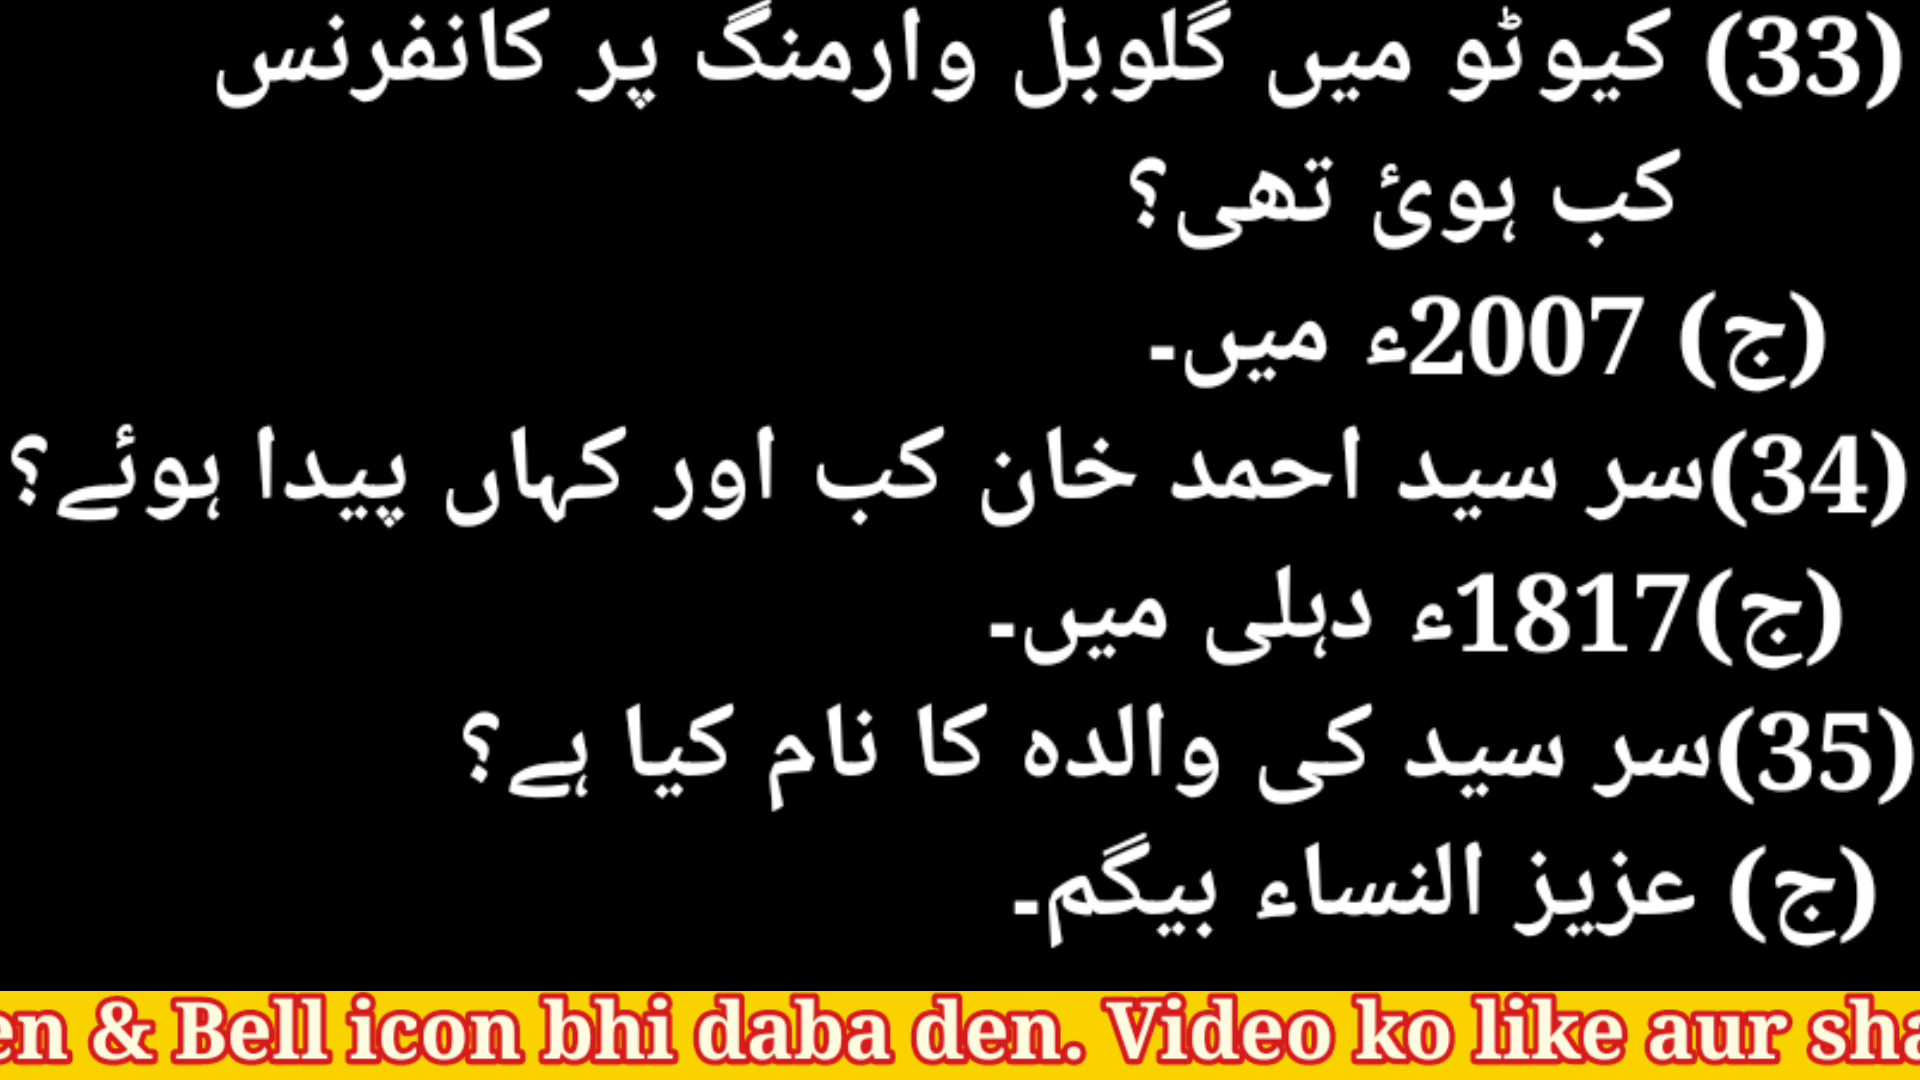 (33) کیوٹو میں گلوبل وارمنگ پر کانفرنس
کب ہوئ تھی؟
(ج) 2007ء میں۔
(34)سر سید احمد خان کب اور کہاں پیدا ہوئے؟
(ج)1817ء دہلی میں۔
(35)سر سید کی والدہ کا نام کیا ہے؟
(ج) عزیز النساء بیگم۔
en & Bell icon bhi daba den. Video ko like aur sha